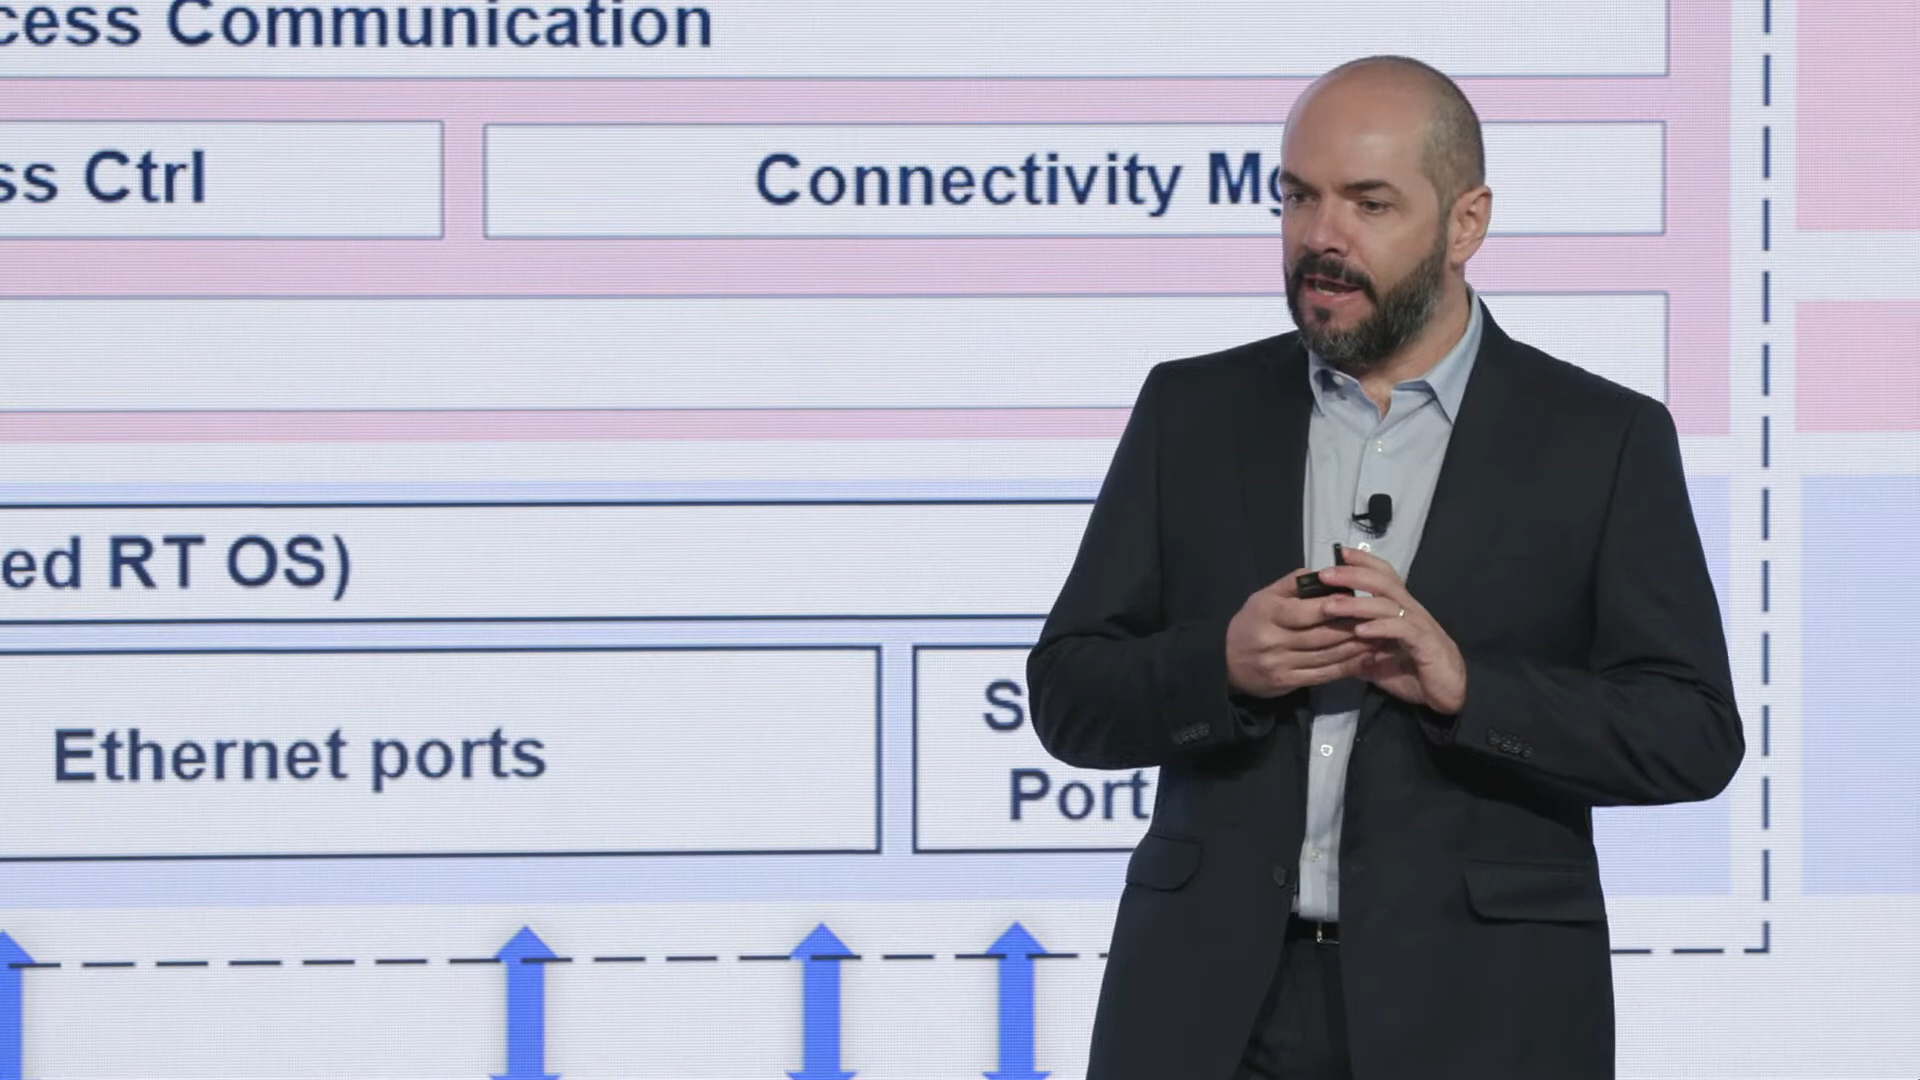 cess Communication
ss Ctrl
Connectivity Mg
ed RT OS)
Ethernet ports
S
Port